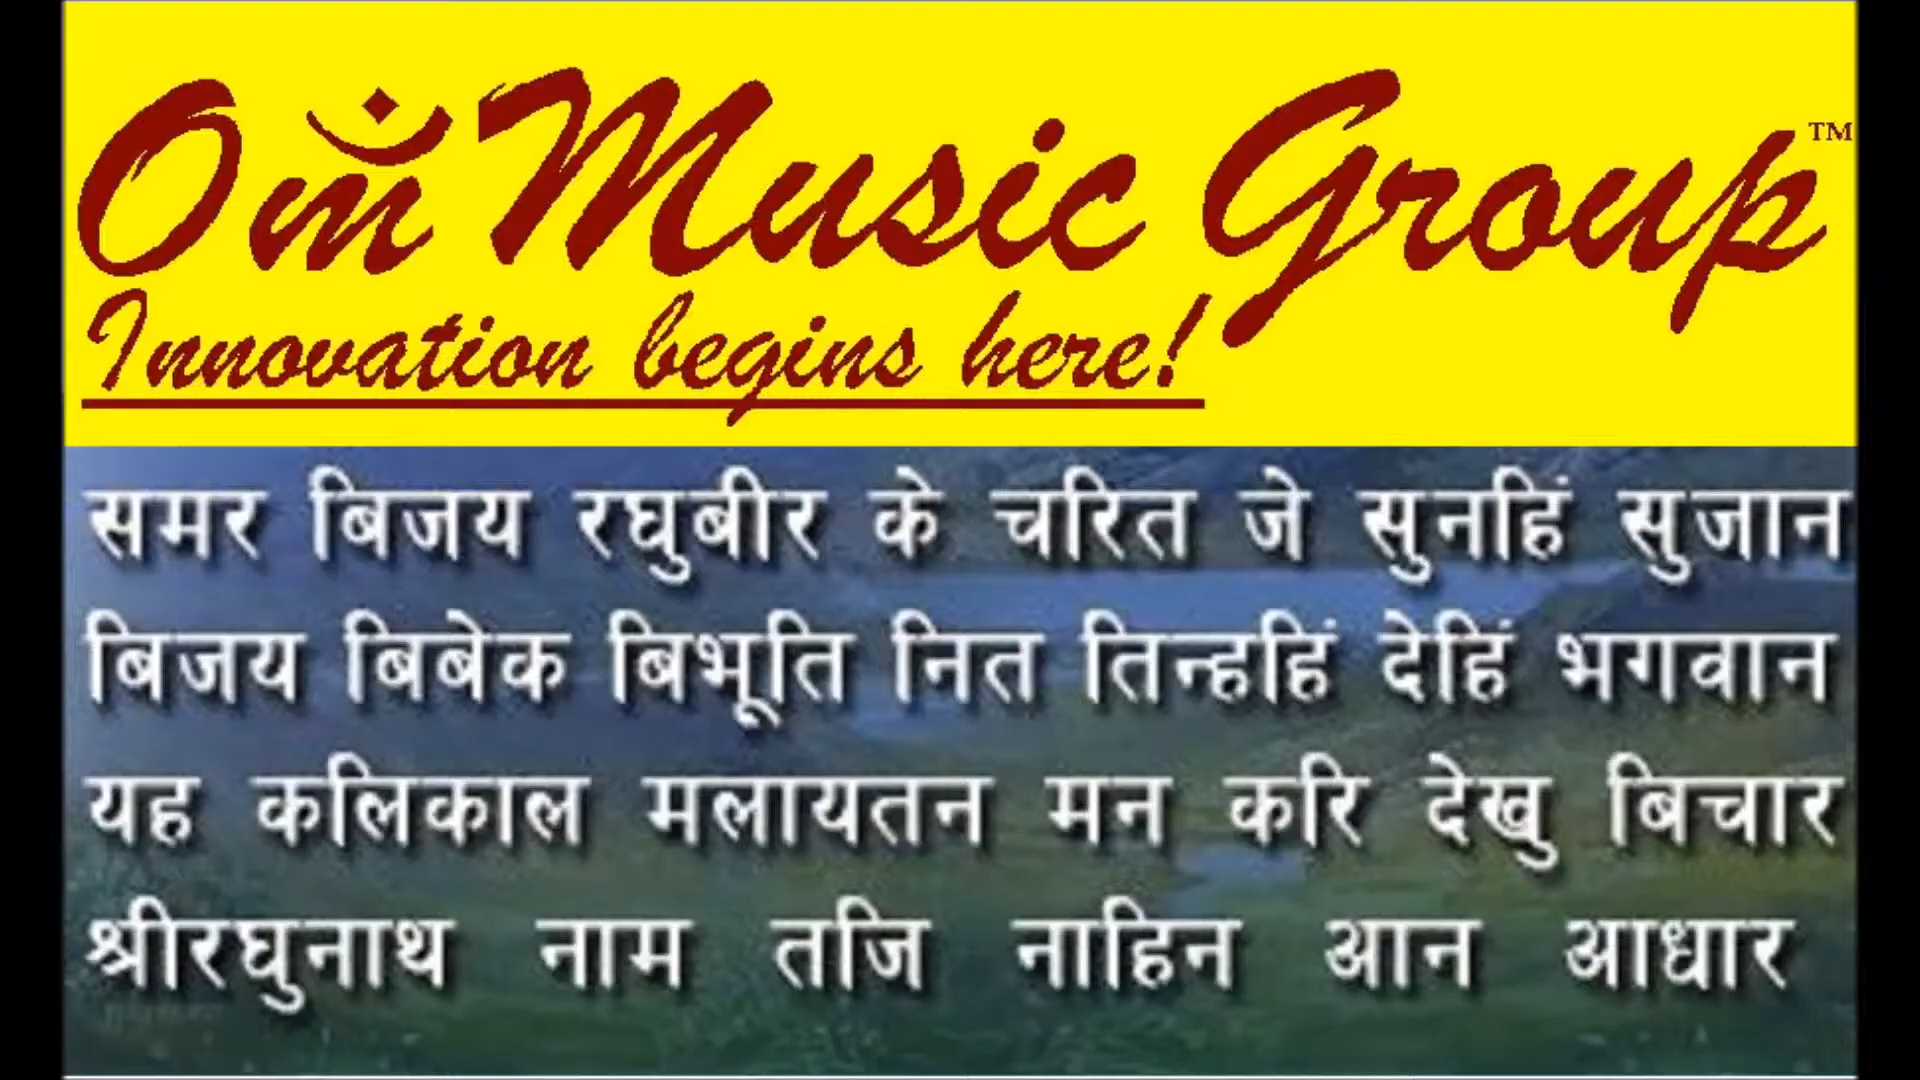 Om Music Group™
Innovation begins here!
समर बिजय रघुबीर के चरित जे सुनहिं सुजान
बिजय बिबेक बिभूति नित तिन्हहिं देहिं भगवान
यह कलिकाल मलायतन मन करि देखु बिचार
श्रीरघुनाथ नाम तजि नाहिन आन आधार